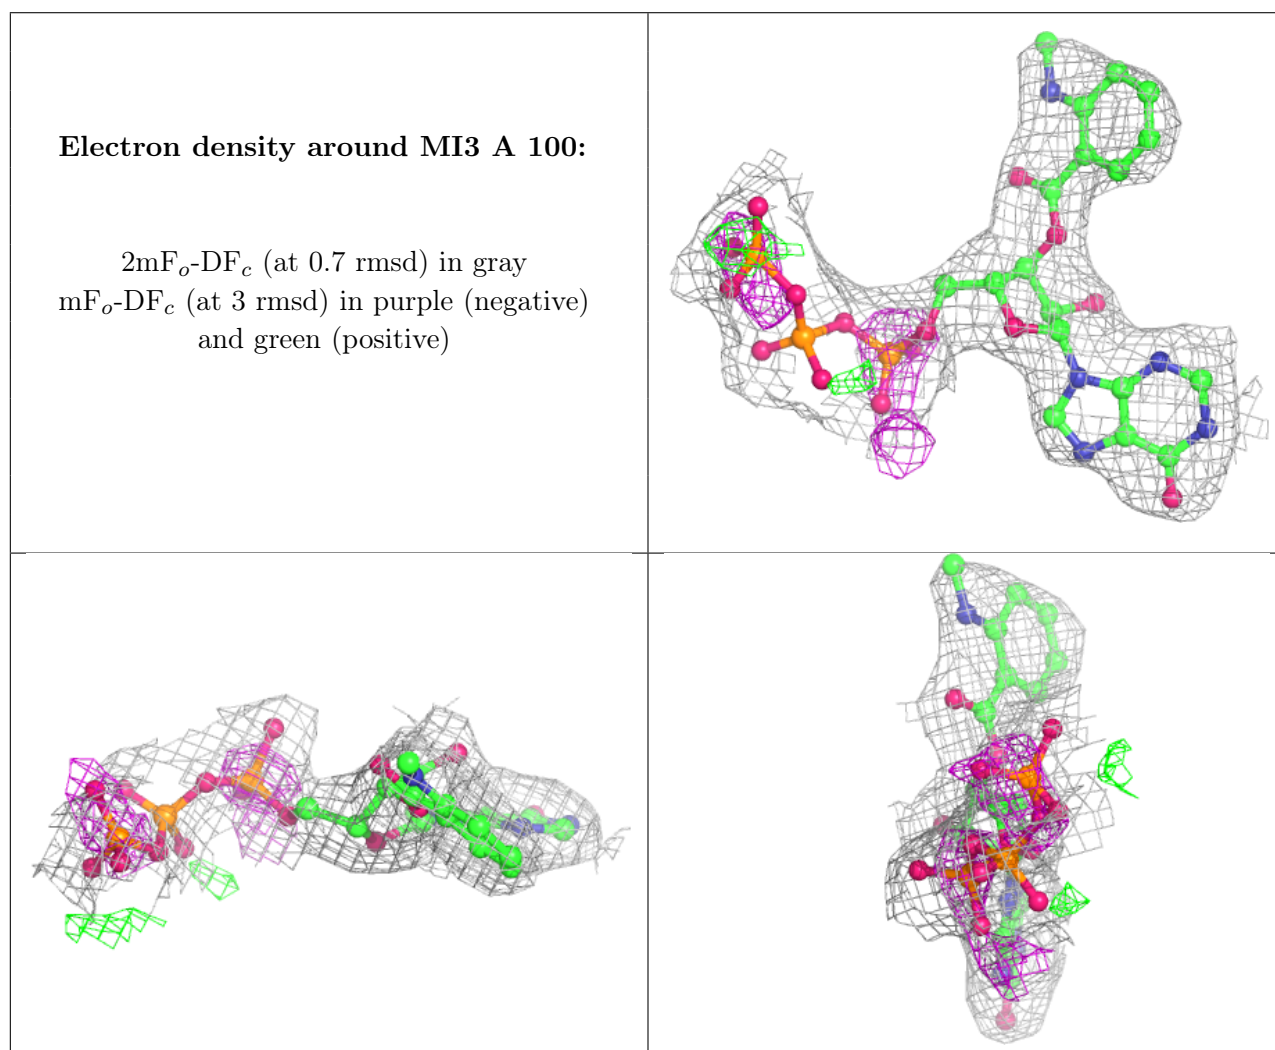 Electron density around MI3 A 100:
2mFₒ-DF𝑐 (at 0.7 rmsd) in gray
mFₒ-DF𝑐 (at 3 rmsd) in purple (negative)
and green (positive)